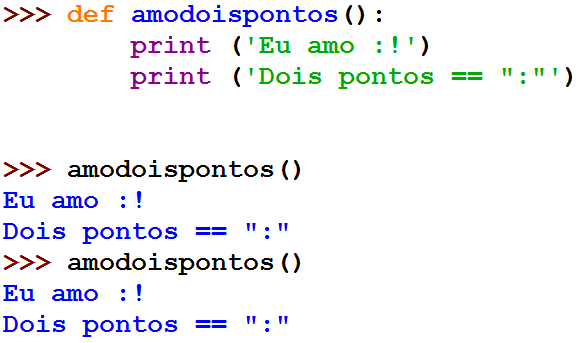 >>> def amodoispontos():
        print ('Eu amo :!')
        print ('Dois pontos == ":"')
>>> amodoispontos()
Eu amo :!
Dois pontos == ":"
>>> amodoispontos()
Eu amo :!
Dois pontos == ":"